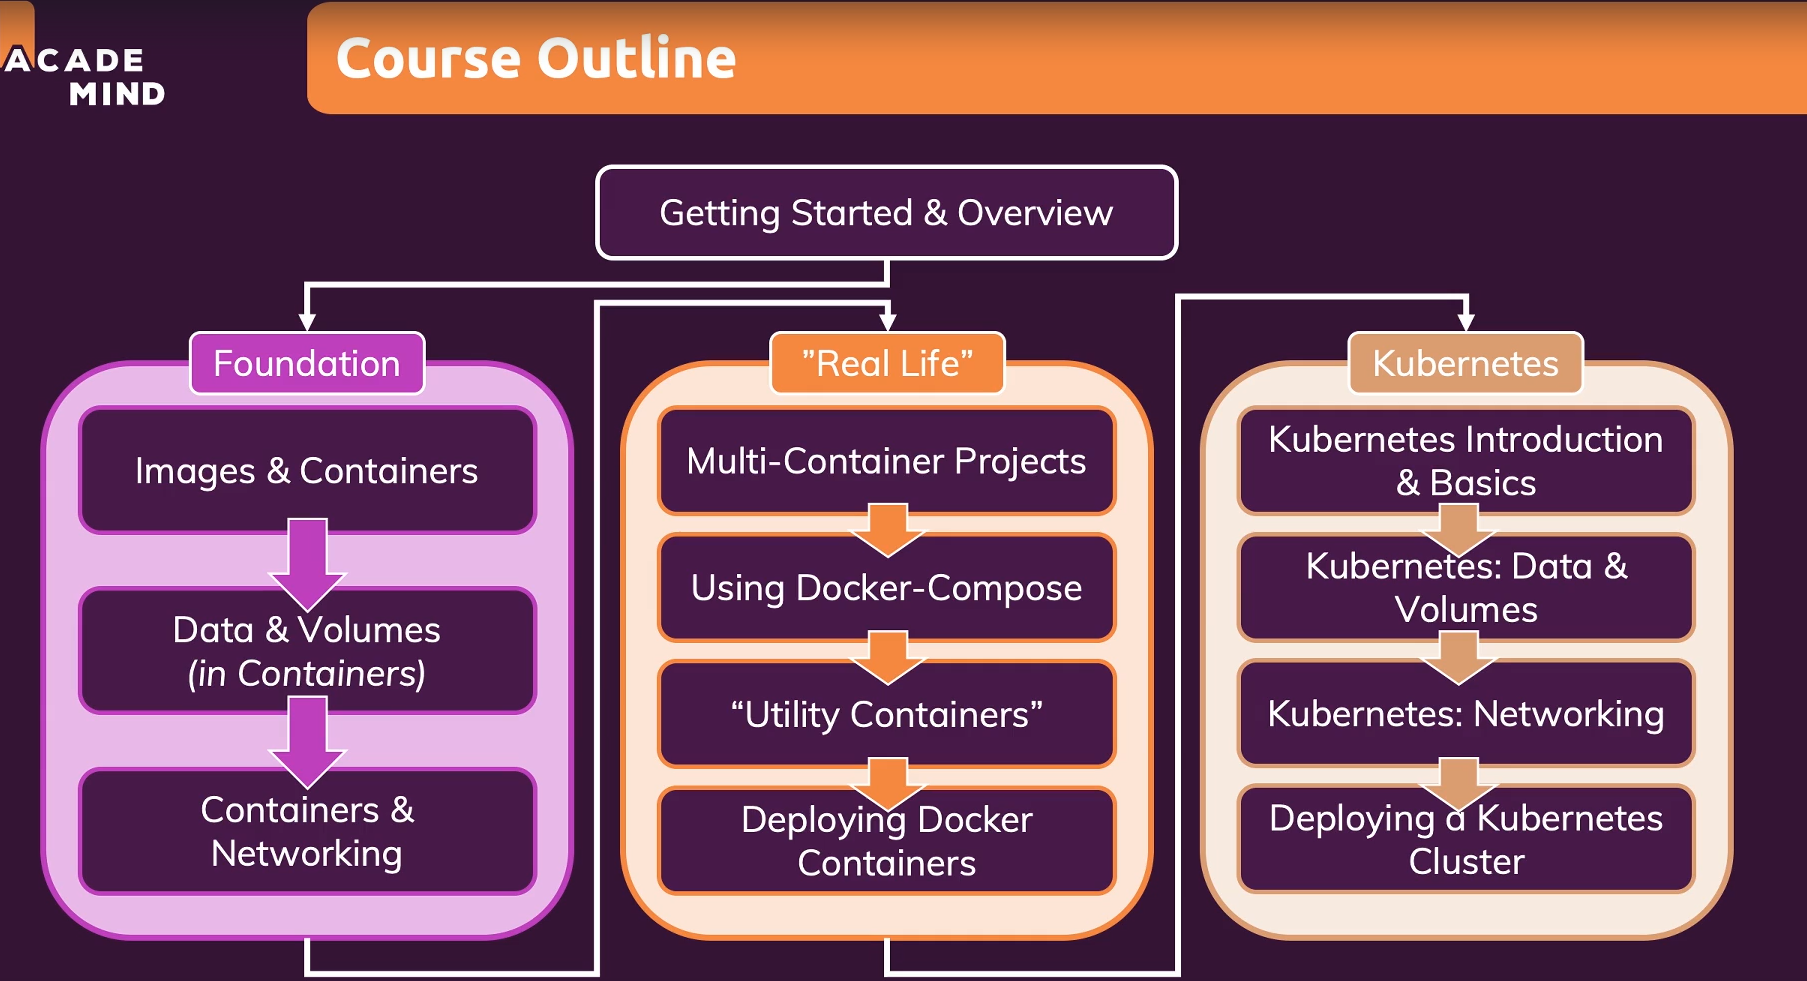 ACADE
MIND
Course Outline
Getting Started & Overview
Foundation
Images & Containers
Data & Volumes
(in Containers)
Containers &
Networking
”Real Life”
Multi-Container Projects
Using Docker-Compose
“Utility Containers”
Deploying Docker
Containers
Kubernetes
Kubernetes Introduction
& Basics
Kubernetes: Data &
Volumes
Kubernetes: Networking
Deploying a Kubernetes
Cluster